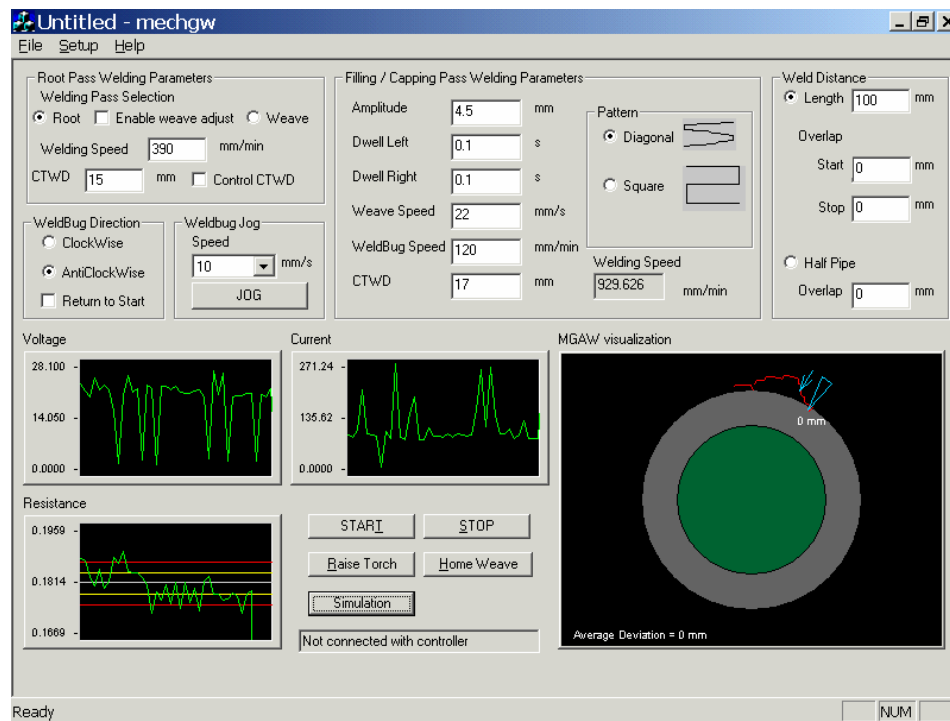 Untitled - mechgw
File Setup Help
Root Pass Welding Parameters
Welding Pass Selection
Root Enable weave adjust Weave
Welding Speed 390 mm/min
CTWD 15 mm Control CTWD
WeldBug Direction
ClockWise
AntiClockWise
Return to Start
Weldbug Jog
Speed
10 mm/s
JOG
Filling / Capping Pass Welding Parameters
Amplitude 4.5 mm
Dwell Left 0.1 s
Dwell Right 0.1 s
Weave Speed 22 mm/s
WeldBug Speed 120 mm/min
CTWD 17 mm
Pattern
Diagonal
Square
Welding Speed
929.626 mm/min
Weld Distance
Length 100 mm
Overlap
Start 0 mm
Stop 0 mm
Half Pipe
Overlap 0 mm
Voltage
28.100
14.050
0.0000
Current
271.24
135.62
0.0000
MGAW visualization
0 mm
Average Deviation = 0 mm
Resistance
0.1959
0.1814
0.1669
START STOP
Raise Torch Home Weave
Simulation
Not connected with controller
Ready NUM